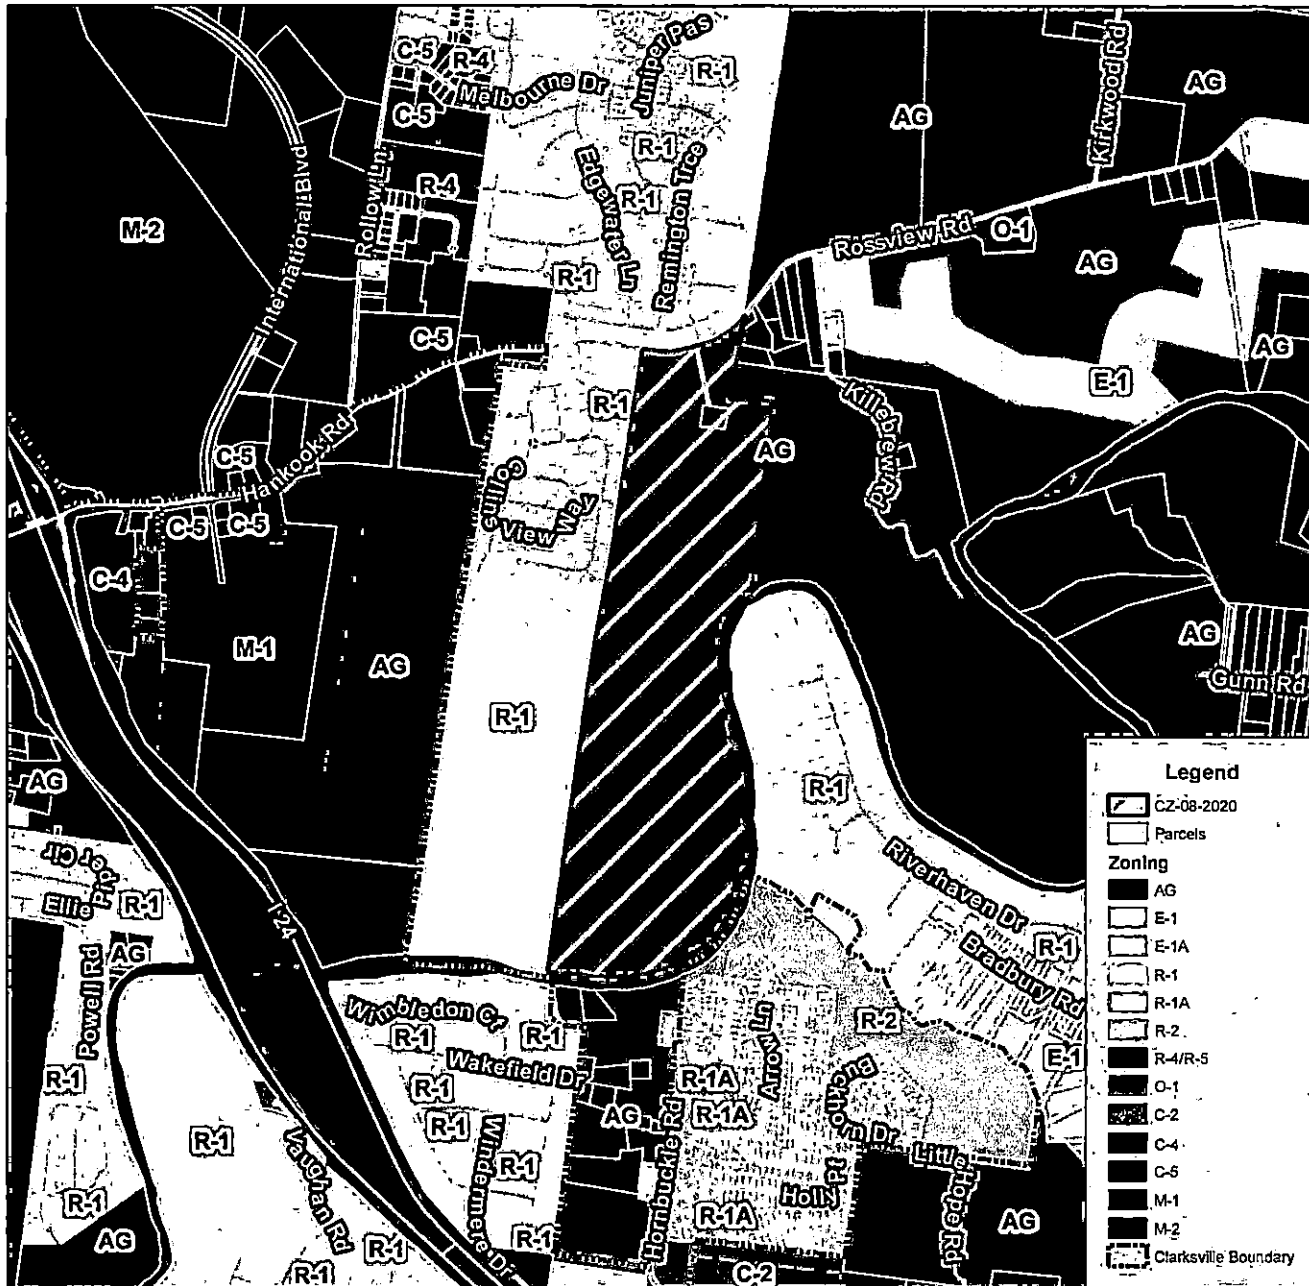 C-5
R-4
Juniper Pas
R-1
Melbourne Dr
C-5
Kirkwood Rd
AG
AG
R-1
International Blvd
Rollow Ln
R-4
Edgewater Ln
R-1
Remington Trce
M-2
Rossview Rd
O-1
AG
R-1
C-5
AG
E-1
R-1
Killebrew Rd
AG
C-5
Hankook Rd
Collins
View Way
C-5
C-5
C-4
M-1
AG
R-1
AG
Gunn Rd
AG
R-1
Piper Cir
Ellie
R-1
I 24
Riverhaven Dr
R-1
Bradbury Rd
AG
Powell Rd
Wimbledon Ct
R-1
R-1
Wakefield Dr
Arrow Ln
R-2
Buckhorn Dr
E-1
R-1
R-1
R-1A
AG
R-1A
R-1
R-1
Vaughan Rd
R-1
Windermere Dr
Hornbuckle Rd
Holly Pt
Little Hope Rd
R-1
R-1A
AG
AG
R-1
R-1
C-2
Legend
CZ-08-2020
Parcels
Zoning
AG
E-1
E-1A
R-1
R-1A
R-2
R-4/R-5
O-1
C-2
C-4
C-5
M-1
M-2
Clarksville Boundary